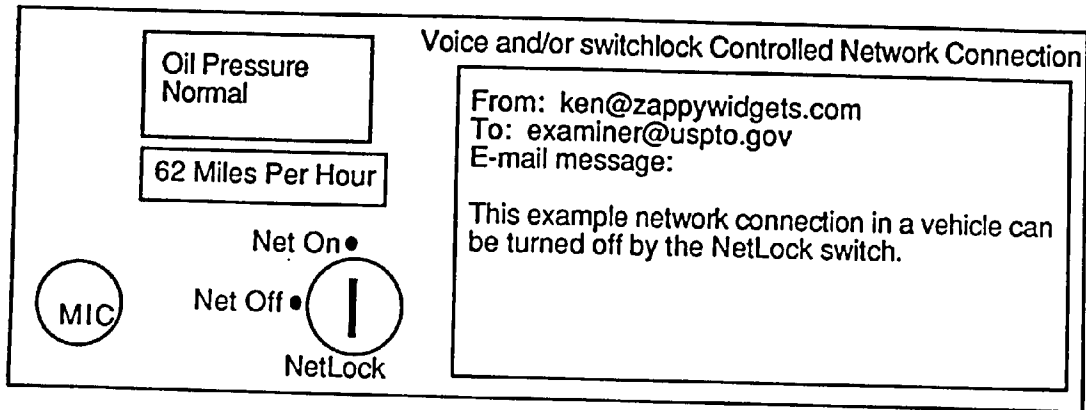 Voice and/or switchlock Controlled Network Connection
Oil Pressure
Normal
62 Miles Per Hour
Net On
Net Off
MIC
NetLock
From: ken@zappywidgets.com
To: examiner@uspto.gov
E-mail message:
This example network connection in a vehicle can
be turned off by the NetLock switch.